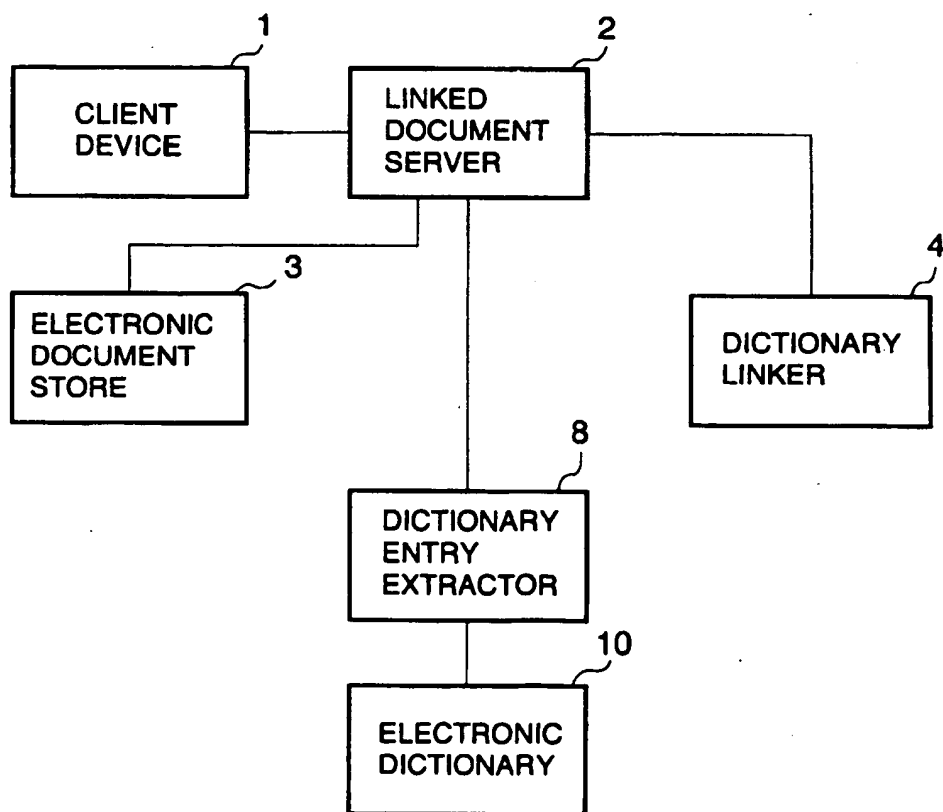 1
CLIENT
DEVICE
2
LINKED
DOCUMENT
SERVER
3
ELECTRONIC
DOCUMENT
STORE
4
DICTIONARY
LINKER
8
DICTIONARY
ENTRY
EXTRACTOR
10
ELECTRONIC
DICTIONARY